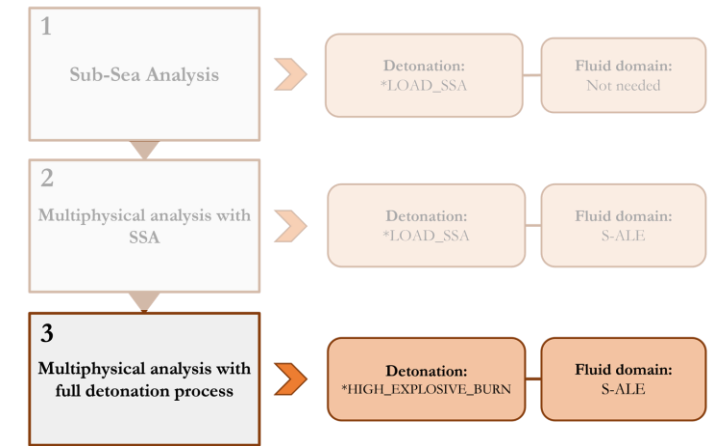 1
Sub-Sea Analysis
Detonation:
*LOAD_SSA
Fluid domain:
Not needed
2
Multiphysical analysis with
SSA
Detonation:
*LOAD_SSA
Fluid domain:
S-ALE
3
Multiphysical analysis with
full detonation process
Detonation:
*HIGH_EXPLOSIVE_BURN
Fluid domain:
S-ALE